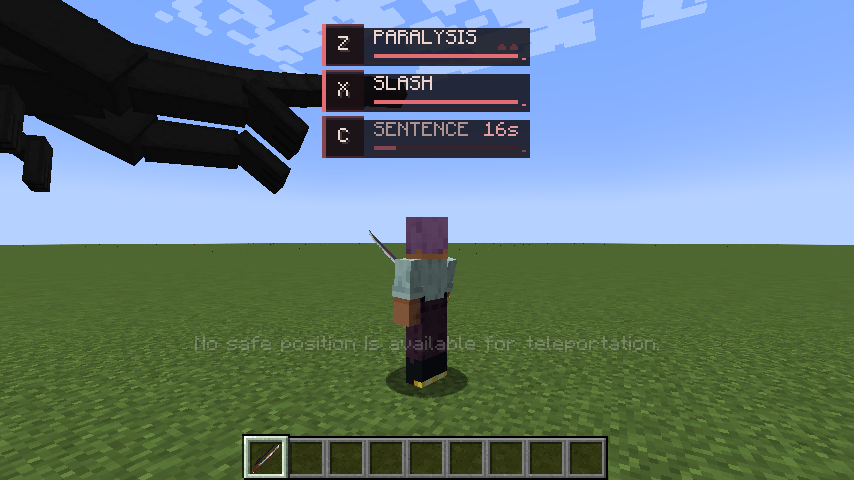 Z PARALYSIS
X SLASH
C SENTENCE 16s
No safe position is available for teleportation.